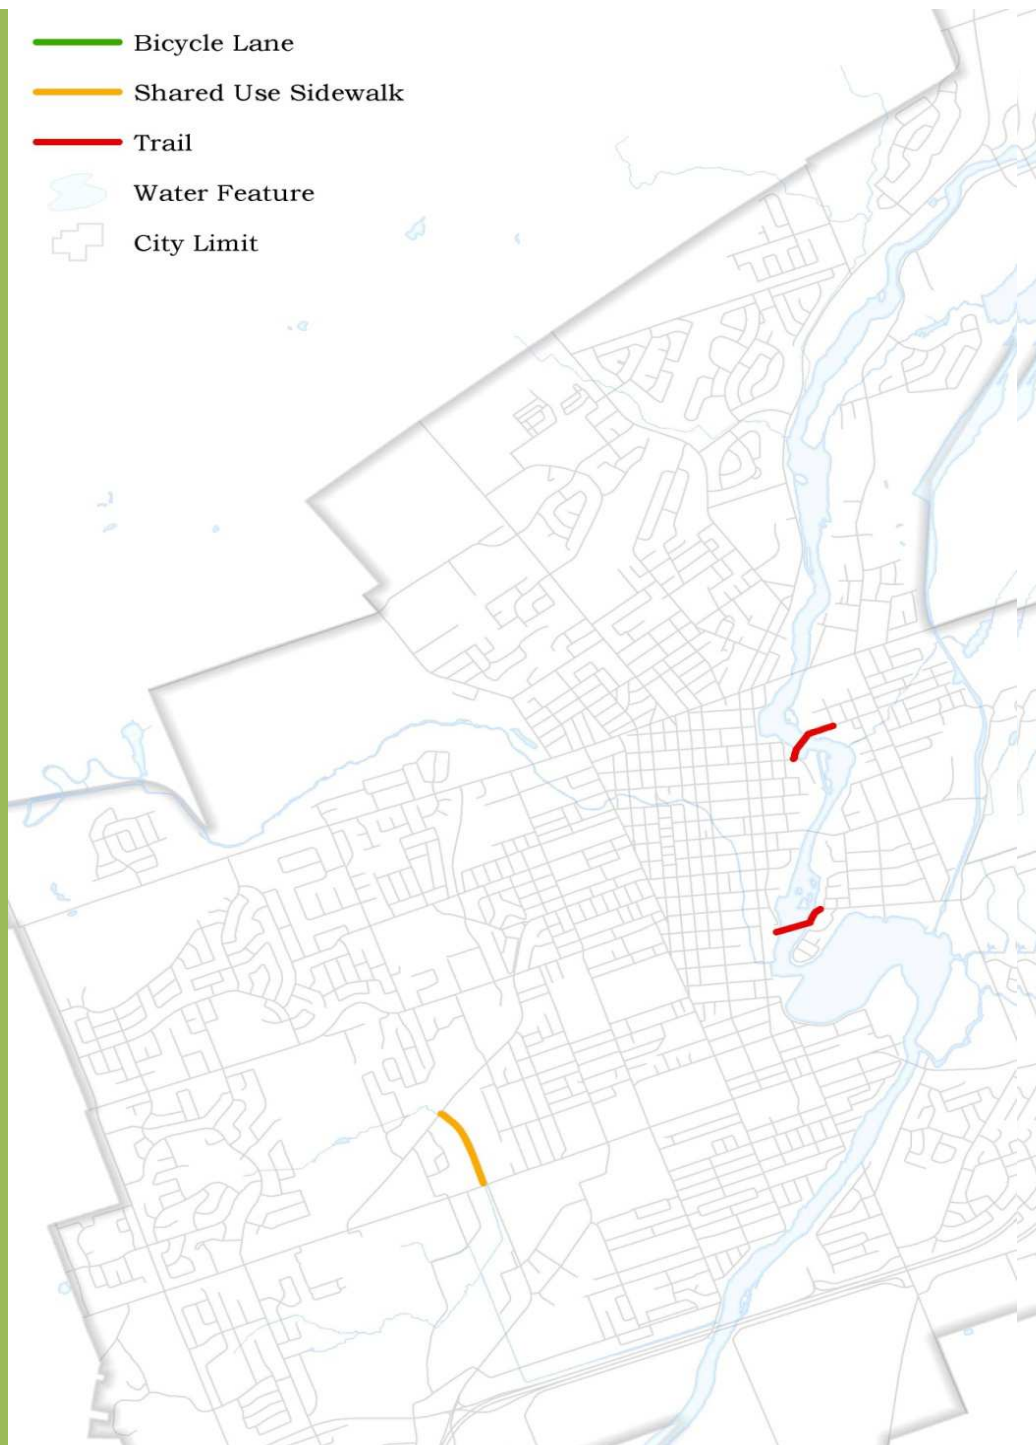 Bicycle Lane
Shared Use Sidewalk
Trail
Water Feature
City Limit